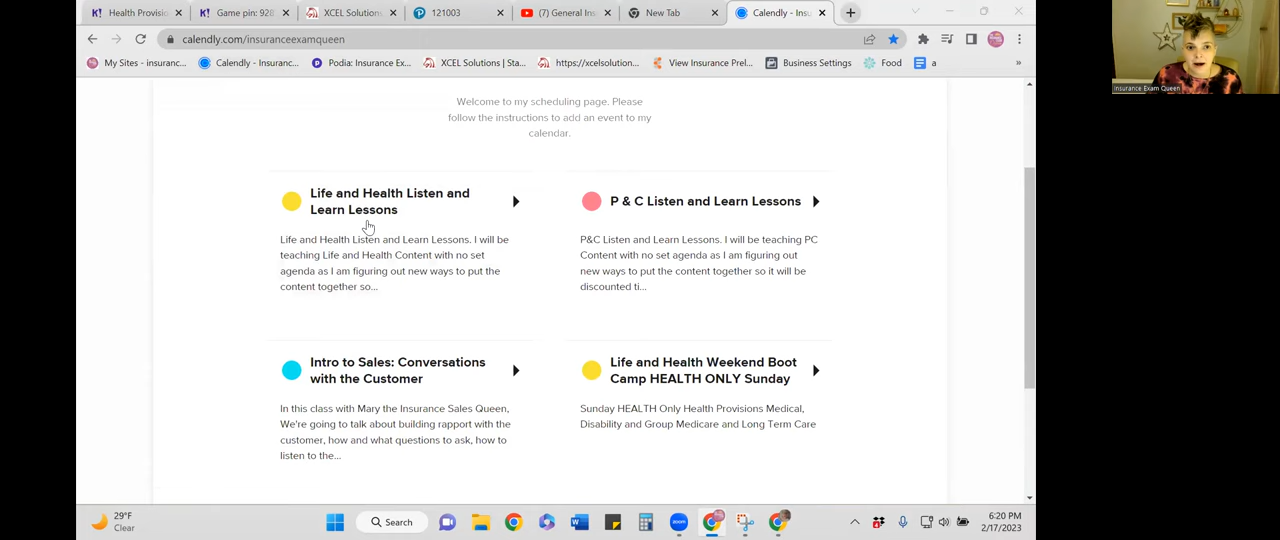 Health Provision
Game pin: 928
XCEL Solution
121003
(7) General Ins
New Tab
Calendly - Insu
calendly.com/insuranceexamqueen
My Sites - insuranc...
Calendly - Insuranc...
Podia: Insurance Ex...
XCEL Solutions | Sta...
https://xcelsolution...
View Insurance Prel...
Business Settings
Food
a
»
Welcome to my scheduling page. Please
follow the instructions to add an event to my
calendar.
Life and Health Listen and
Learn Lessons
Life and Health Listen and Learn Lessons. I will be
teaching Life and Health Content with no set
agenda as I am figuring out new ways to put the
content together so...
P & C Listen and Learn Lessons
P&C Listen and Learn Lessons. I will be teaching PC
Content with no set agenda as I am figuring out
new ways to put the content together so it will be
discounted ti...
Intro to Sales: Conversations
with the Customer
In this class with Mary the Insurance Sales Queen,
We're going to talk about building rapport with the
customer, how and what questions to ask, how to
listen to the...
Life and Health Weekend Boot
Camp HEALTH ONLY Sunday
Sunday HEALTH Only Health Provisions Medical,
Disability and Group Medicare and Long Term Care
29°F
Clear
Search
zoom
6:20 PM
2/17/2023
Insurance Exam Queen